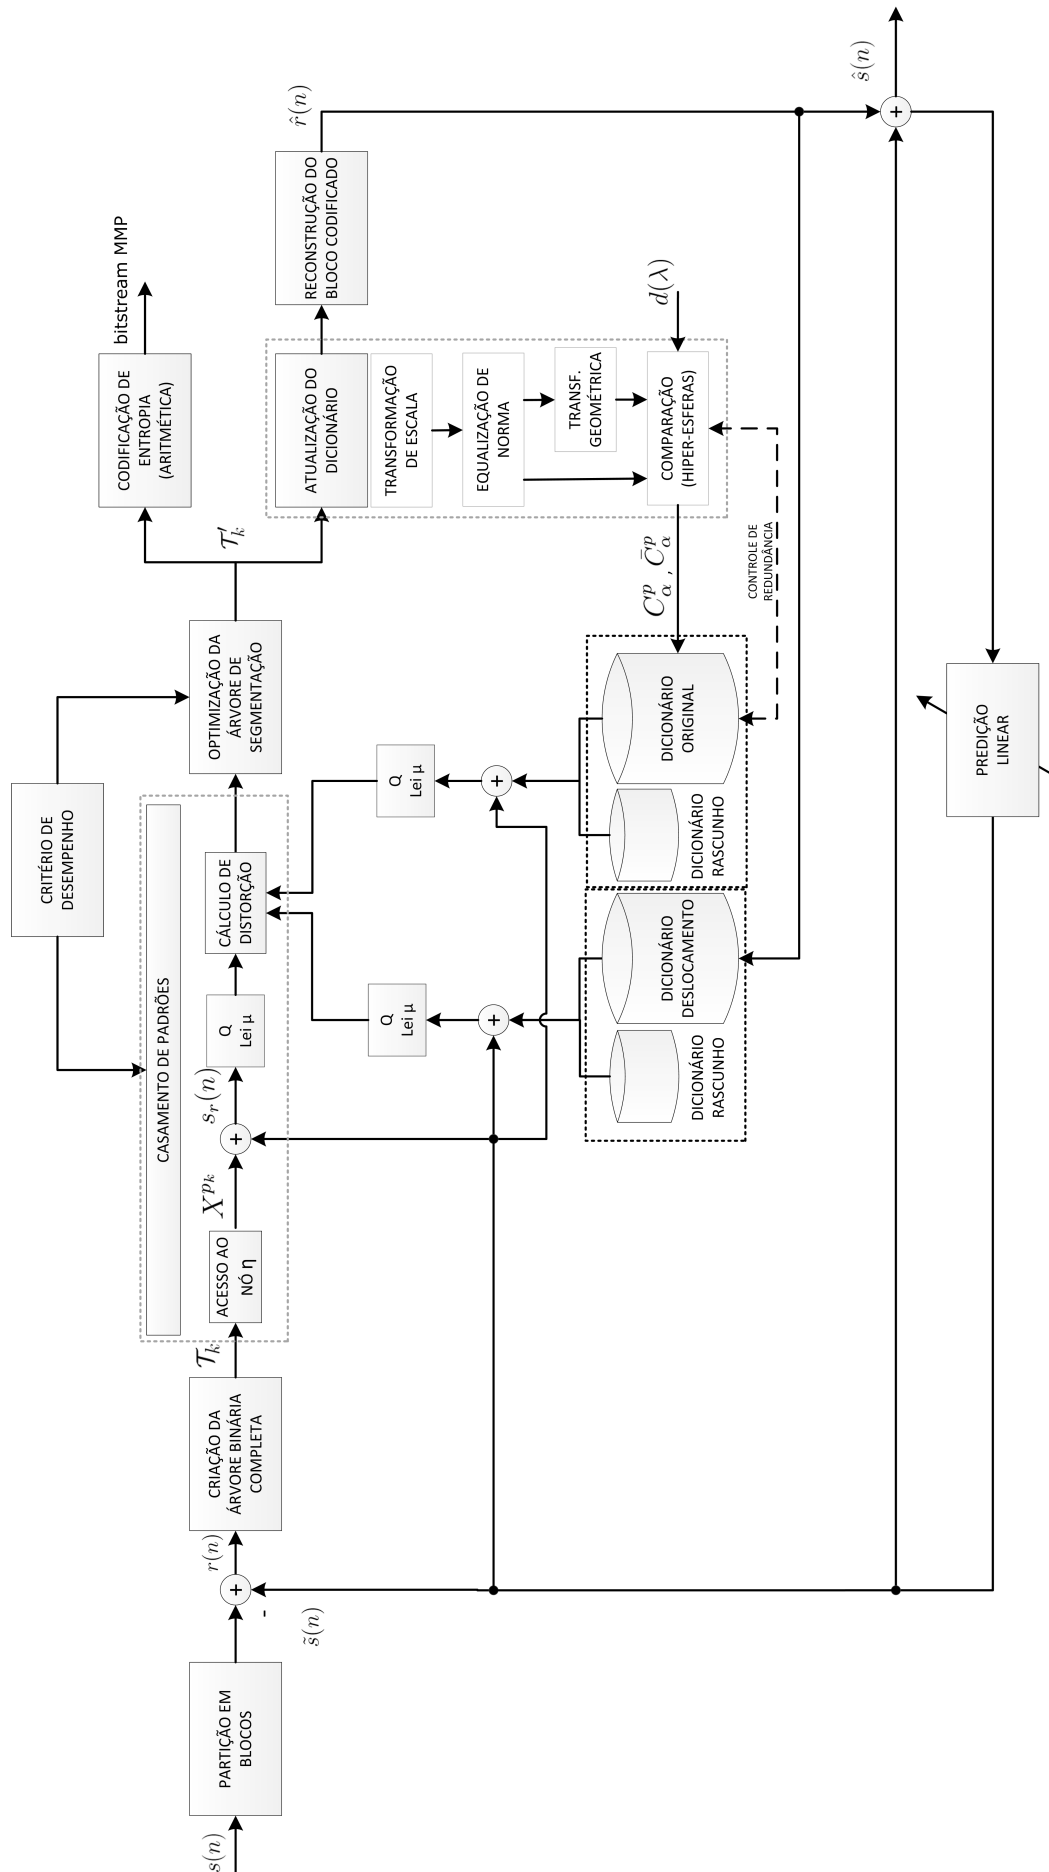 s(n)
PARTIÇÃO EM
BLOCOS
+
-
s̃(n)
r(n)
CRIAÇÃO DA
ÁRVORE BINÁRIA
COMPLETA
𝒯k
CASAMENTO DE PADRÕES
ACESSO AO
NÓ η
X^{p_k}
+
s_r(n)
Q
Lei µ
CÁLCULO DE
DISTORÇÃO
CRITÉRIO DE
DESEMPENHO
OPTIMIZAÇÃO DA
ÁRVORE DE
SEGMENTAÇÃO
𝒯'k
CODIFICAÇÃO DE
ENTROPIA
(ARITMÉTICA)
bitstream MMP
ATUALIZAÇÃO DO
DICIONÁRIO
TRANSFORMAÇÃO
DE ESCALA
EQUALIZAÇÃO DE
NORMA
TRANSF.
GEOMÉTRICA
COMPARAÇÃO
(HIPER-ESFERAS)
d(λ)
RECONSTRUÇÃO DO
BLOCO CODIFICADO
r̂(n)
Q
Lei µ
+
Q
Lei µ
+
DICIONÁRIO
RASCUNHO
DICIONÁRIO
DESLOCAMENTO
DICIONÁRIO
RASCUNHO
DICIONÁRIO
ORIGINAL
C^p_α , C̄^p_α
CONTROLE DE
REDUNDÂNCIA
PREDIÇÃO
LINEAR
+
ŝ(n)